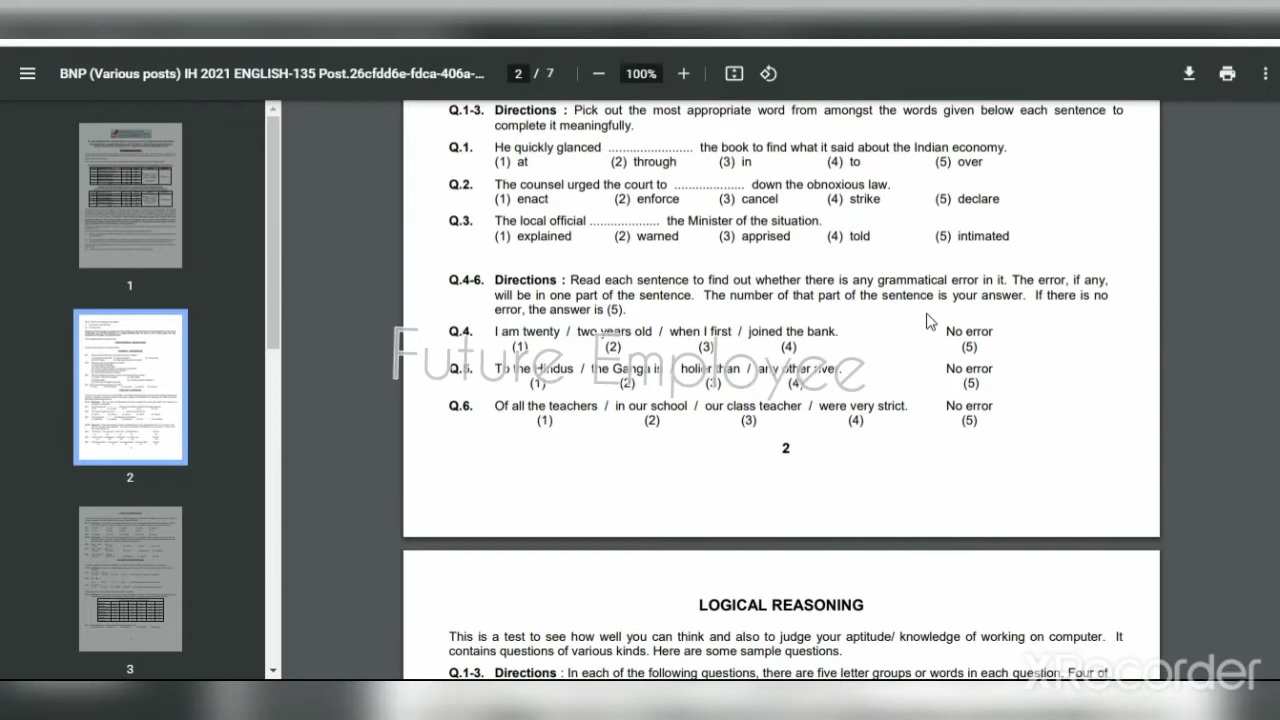 BNP (Various posts) IH 2021 ENGLISH-135 Post.26cfdd6e-fdca-406a-...
2 / 7
100%
Q.1-3. Directions : Pick out the most appropriate word from amongst the words given below each sentence to
complete it meaningfully.
Q.1. He quickly glanced ...................... the book to find what it said about the Indian economy.
(1) at (2) through (3) in (4) to (5) over
Q.2. The counsel urged the court to .................... down the obnoxious law.
(1) enact (2) enforce (3) cancel (4) strike (5) declare
Q.3. The local official .................... the Minister of the situation.
(1) explained (2) warned (3) apprised (4) told (5) intimated
Q.4-6. Directions : Read each sentence to find out whether there is any grammatical error in it. The error, if any,
will be in one part of the sentence. The number of that part of the sentence is your answer. If there is no
error, the answer is (5).
Q.4. I am twenty / two years old / when I first / joined the bank. No error
(1) (2) (3) (4) (5)
Future Employee
Q.5. To the Hindus / the Ganga is / holier than / any other river. No error
(1) (2) (3) (4) (5)
Q.6. Of all the teachers / in our school / our class teacher / were very strict. No error
(1) (2) (3) (4) (5)
2
1
2
3
LOGICAL REASONING
This is a test to see how well you can think and also to judge your aptitude/ knowledge of working on computer. It
contains questions of various kinds. Here are some sample questions.
Q.1-3. Directions : In each of the following questions, there are five letter groups or words in each question. Four of
XRecorder